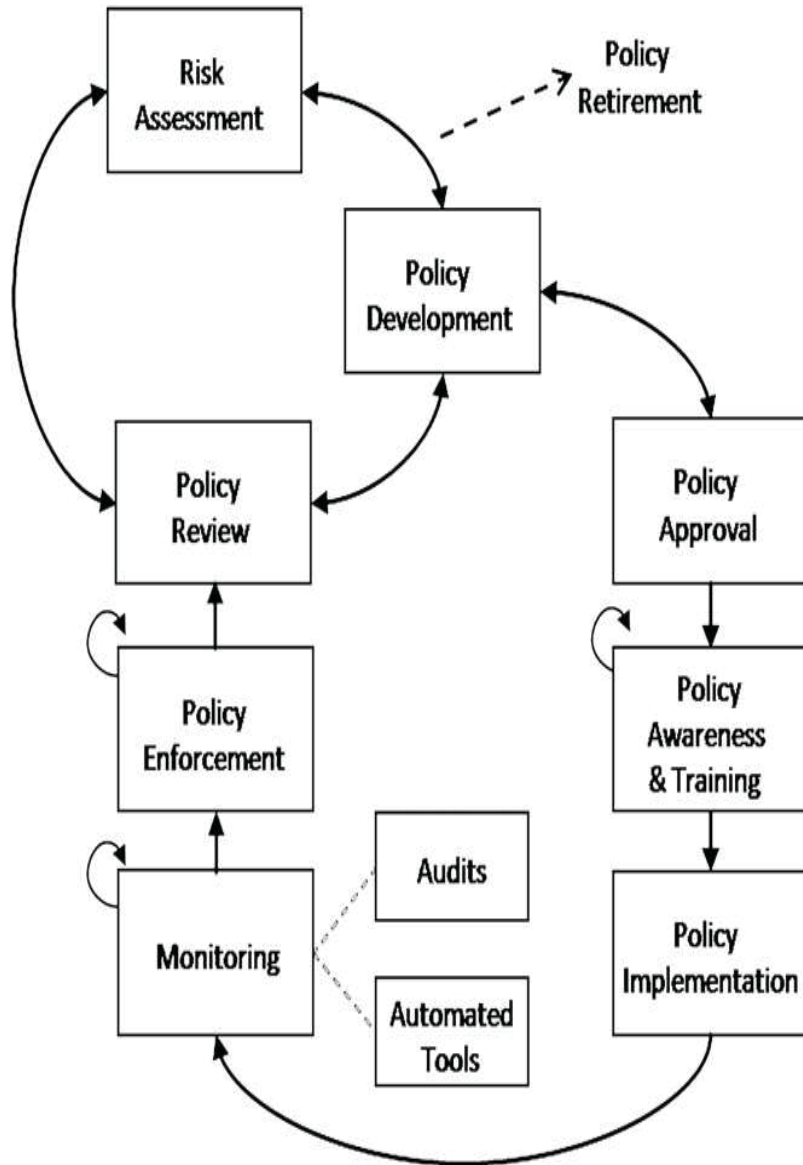 Risk
Assessment
Policy
Retirement
Policy
Development
Policy
Review
Policy
Approval
Policy
Enforcement
Policy
Awareness
& Training
Audits
Monitoring
Policy
Implementation
Automated
Tools